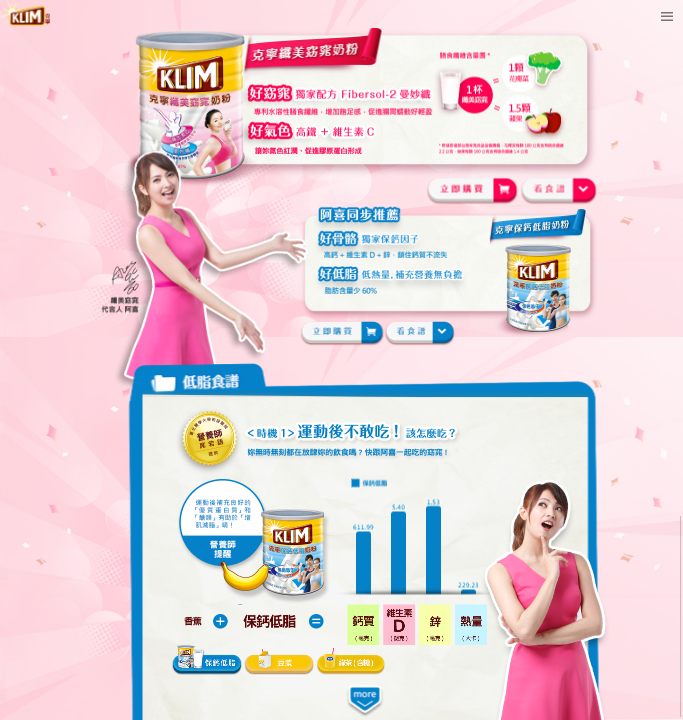 KLIM
克寧纖美窈窕奶粉
KLIM
克寧纖美窈窕奶粉
膳食纖維含量圖*
1杯
纖美窈窕
1顆
花椰菜
1.5顆
蘋果
好窈窕 獨家配方 Fibersol-2 曼妙纖
專利水溶性膳食纖維,增加飽足感,促進腸胃蠕動好輕盈
好氣色 高鐵 + 維生素 C
讓妳氣色紅潤,促進膠原蛋白形成
立即購買
看食譜
阿喜同步推薦
克寧保鈣低脂奶粉
好骨骼 獨家保鈣因子
高鈣 + 維生素 D + 鋅,鎖住鈣質不流失
好低脂 低熱量,補充營養無負擔
脂肪含量少 60%
KLIM
纖美窈窕
代言人 阿喜
立即購買
看食譜
低脂食譜
營養師
< 時機 1> 運動後不敢吃! 該怎麼吃?
妳無時無刻都在放肆妳的飲食嗎? 快跟阿喜一起吃的窈窕!
運動後補充良好的
「優質蛋白質」和
「醣類」有助於「增
肌減脂」唷!
營養師
提醒
KLIM
保鈣低脂
611.99
5.40
1.53
229.23
香蕉 + 保鈣低脂 =
鈣質
(毫克)
維生素
D
(微克)
鋅
(毫克)
熱量
(大卡)
保鈣低脂
豆漿
綠茶(含糖)
more